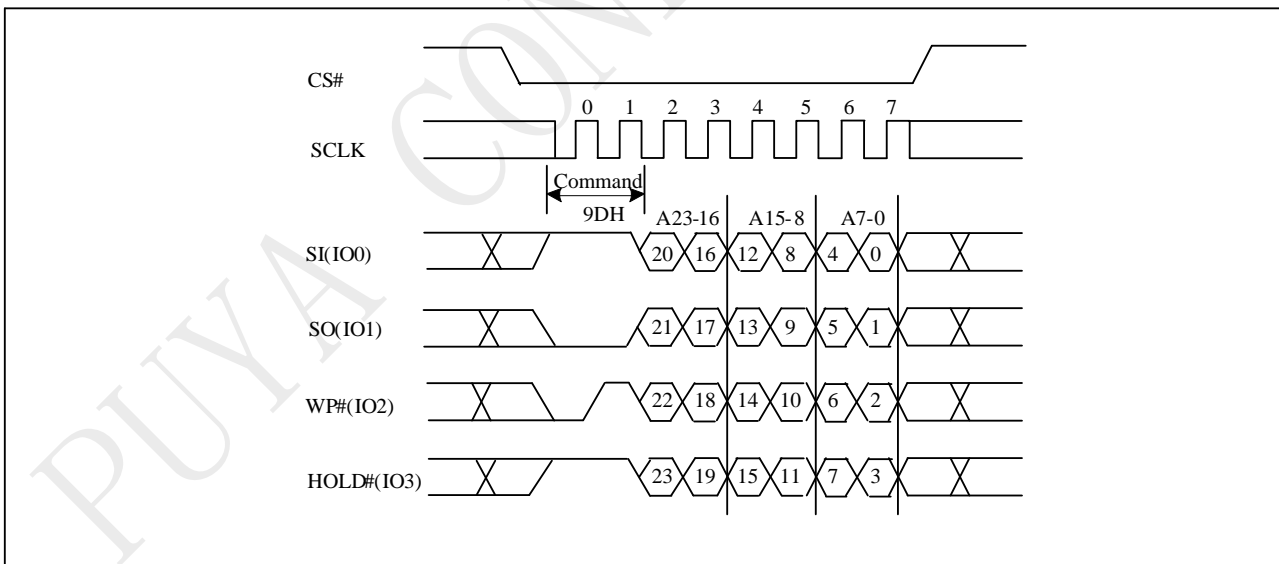 PUYA CON
CS#
0 1 2 3 4 5 6 7
SCLK
Command
9DH
A23-16 A15-8 A7-0
SI(IO0) 20 16 12 8 4 0
SO(IO1) 21 17 13 9 5 1
WP#(IO2) 22 18 14 10 6 2
HOLD#(IO3) 23 19 15 11 7 3